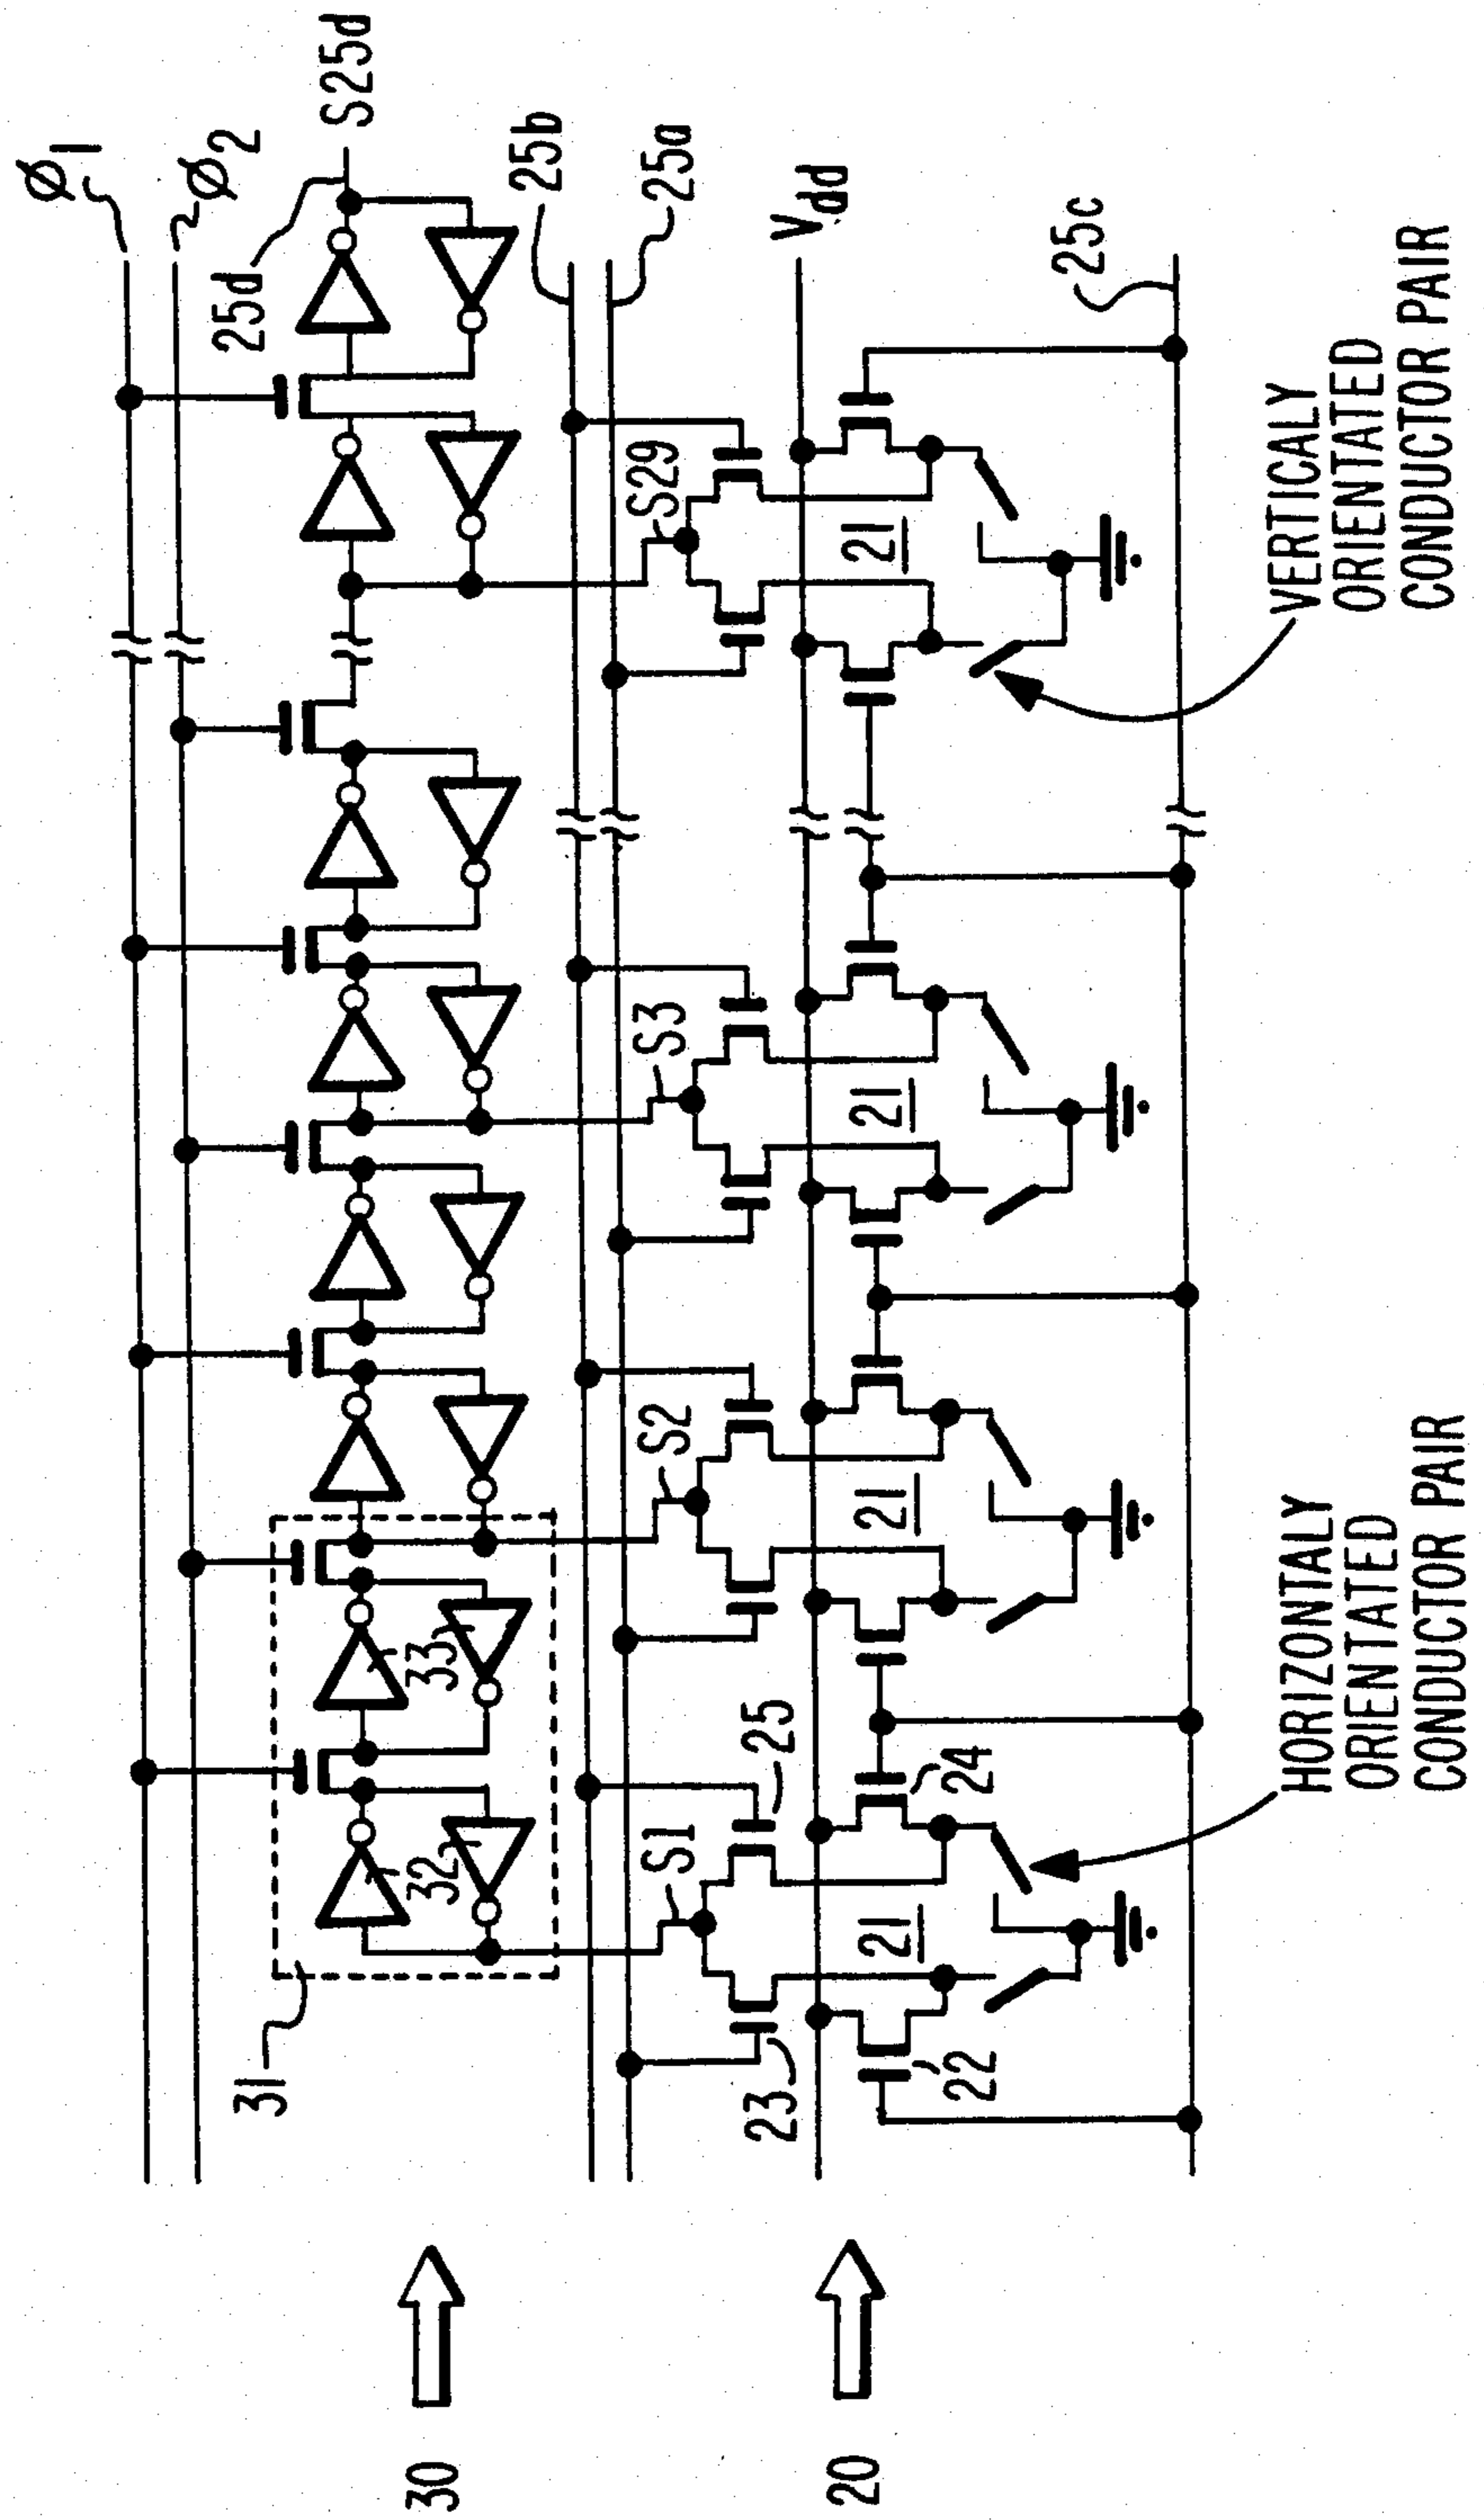 Ø1
Ø2
25d
S25d
25b
25a
Vdd
25c
30
31
32
33
S1
S2
S3
S29
20
23
22
21
25
24
21
21
21
HORIZONTALY
ORIENTATED
CONDUCTOR PAIR
VERTICALY
ORIENTATED
CONDUCTOR PAIR